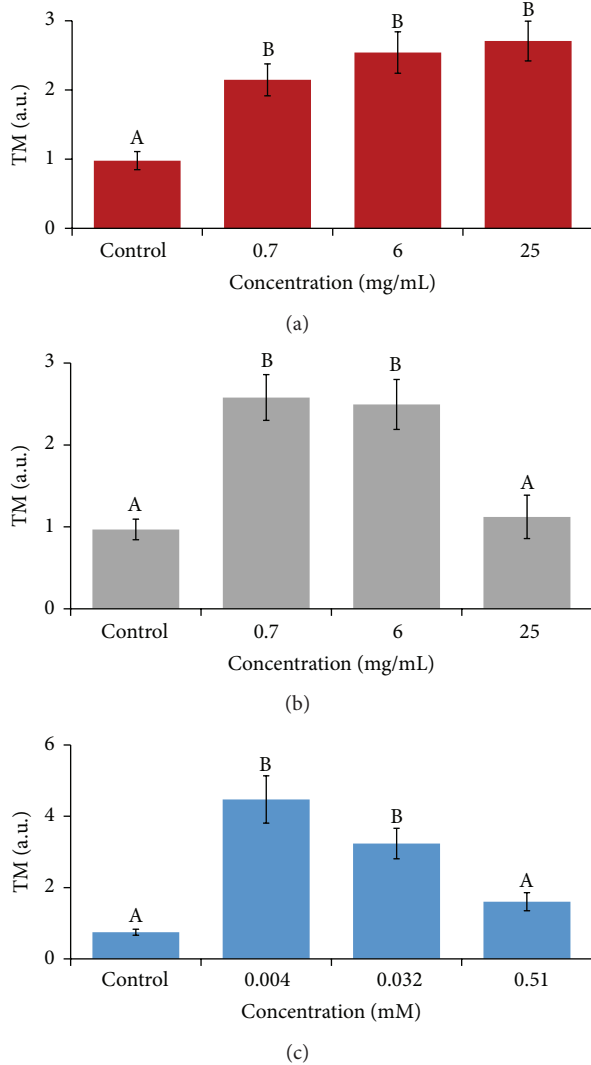 3
B
B
B
2
TM (a.u.)
A
1
0
Control 0.7 6 25
Concentration (mg/mL)
(a)
3
B
B
2
TM (a.u.)
A
A
1
0
Control 0.7 6 25
Concentration (mg/mL)
(b)
6
B
4
B
TM (a.u.)
2
A
A
0
Control 0.004 0.032 0.51
Concentration (mM)
(c)